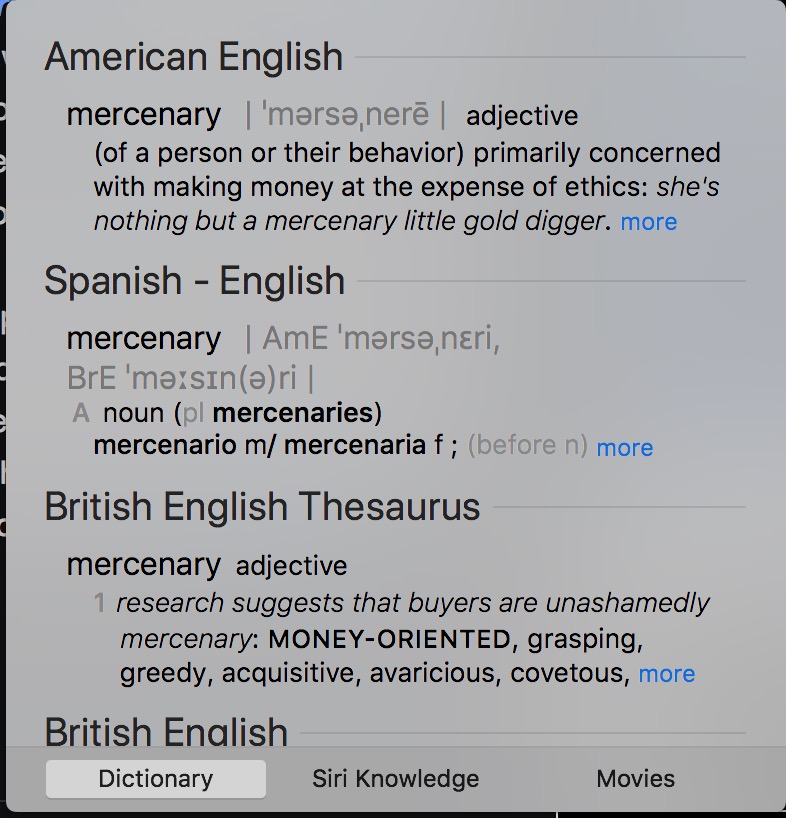 American English
mercenary | ˈmərsəˌnerē | adjective
(of a person or their behavior) primarily concerned
with making money at the expense of ethics: she's
nothing but a mercenary little gold digger. more
Spanish - English
mercenary | AmE ˈmərsəˌnɛri,
BrE ˈməːsɪn(ə)ri |
A noun (pl mercenaries)
mercenario m/ mercenaria f ; (before n) more
British English Thesaurus
mercenary adjective
1 research suggests that buyers are unashamedly
mercenary: MONEY-ORIENTED, grasping,
greedy, acquisitive, avaricious, covetous, more
British English
Dictionary Siri Knowledge Movies